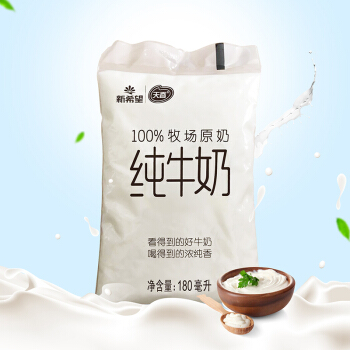 新希望
天香
100%牧场原奶
纯牛奶
看得到的好牛奶
喝得到的浓纯香
净含量:180毫升